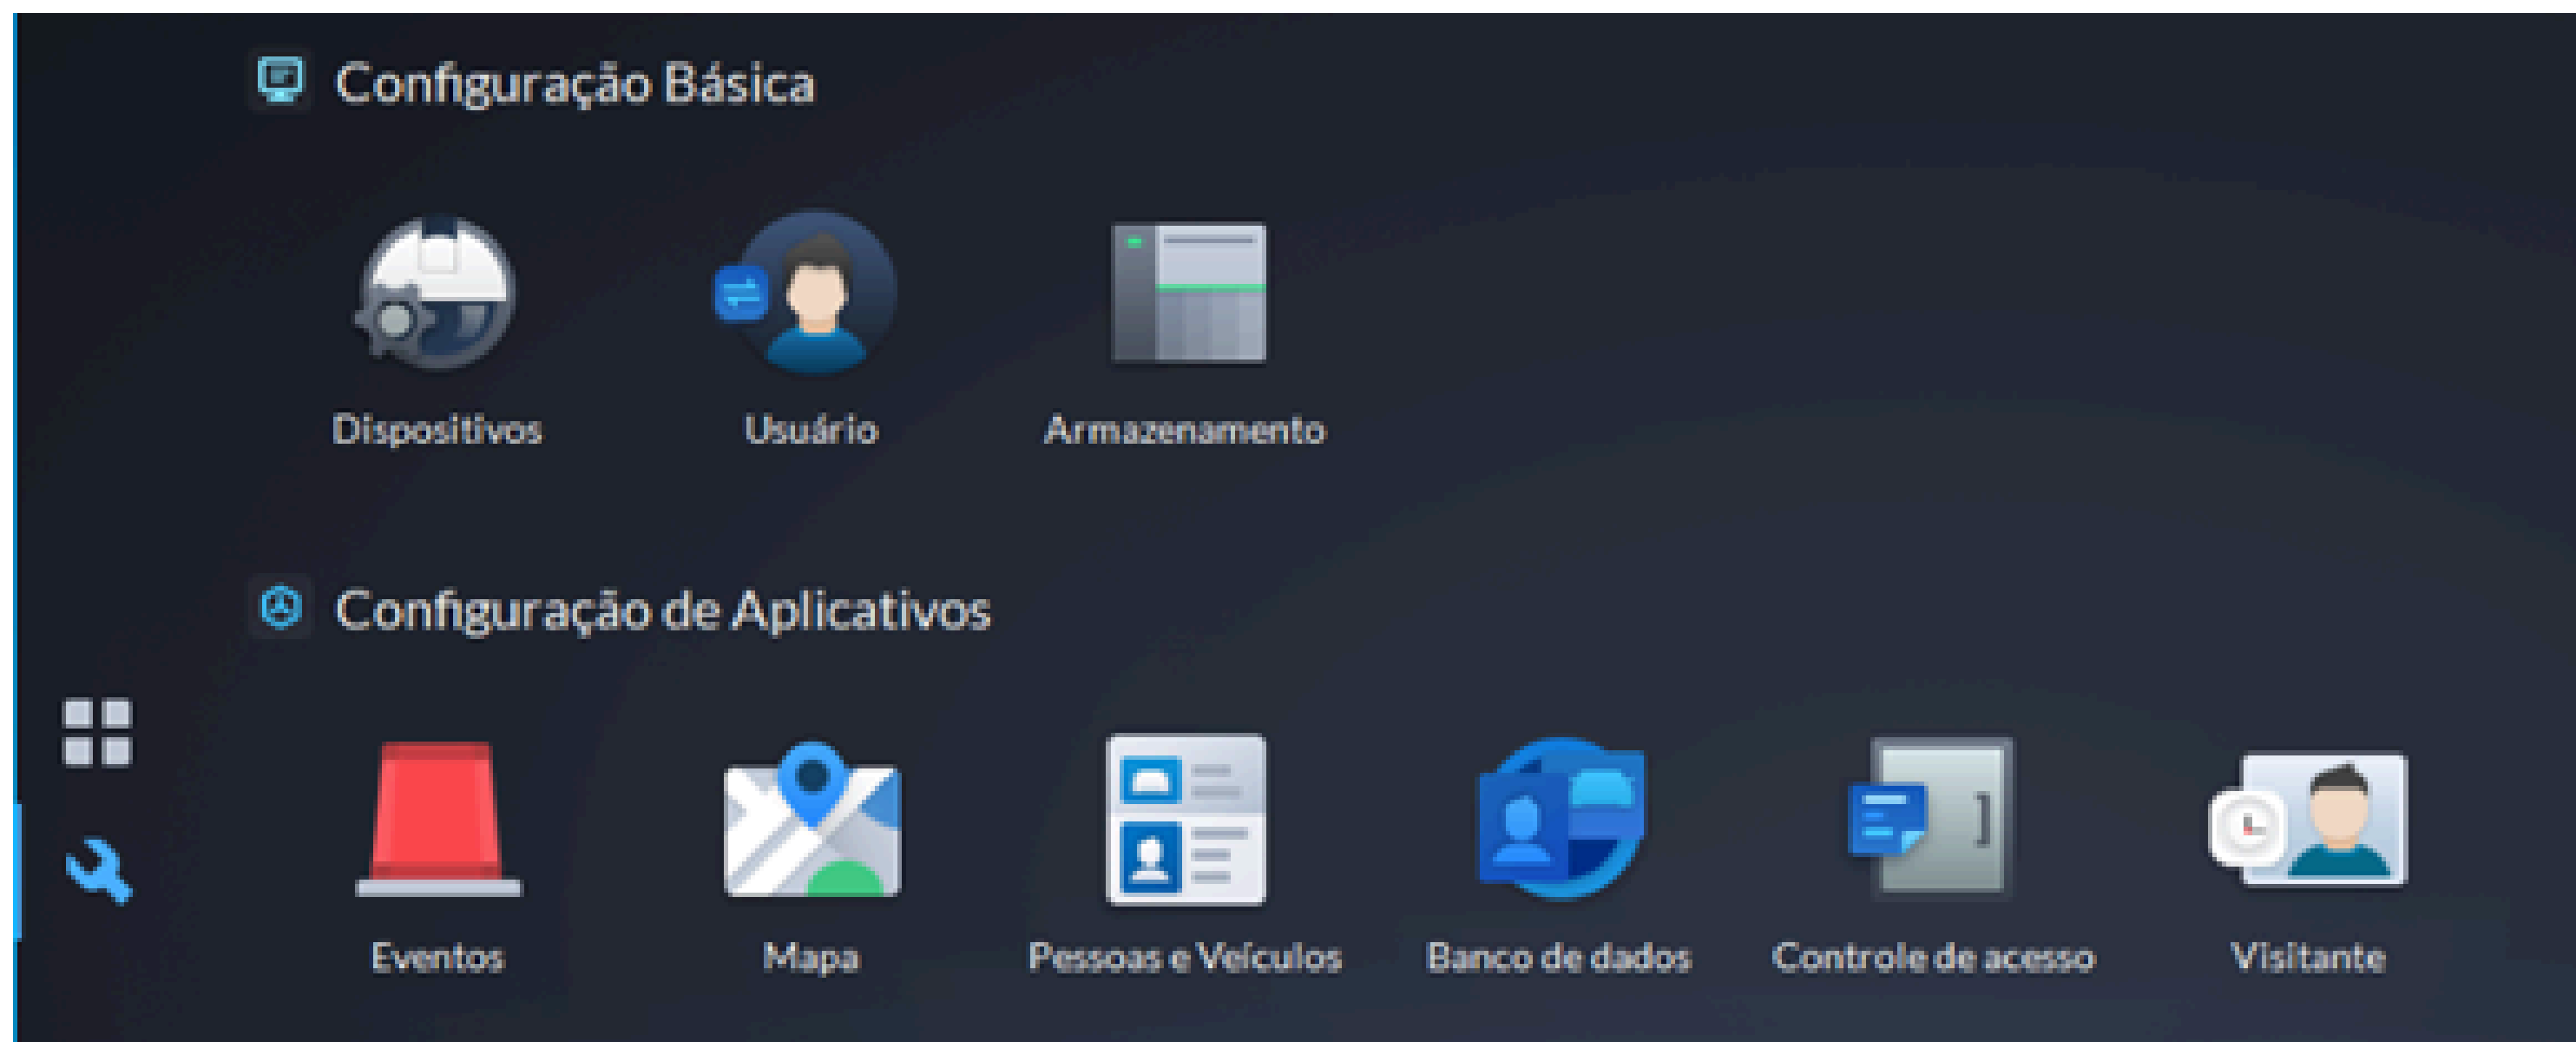 Configuração Básica
Dispositivos
Usuário
Armazenamento
Configuração de Aplicativos
Eventos
Mapa
Pessoas e Veículos
Banco de dados
Controle de acesso
Visitante